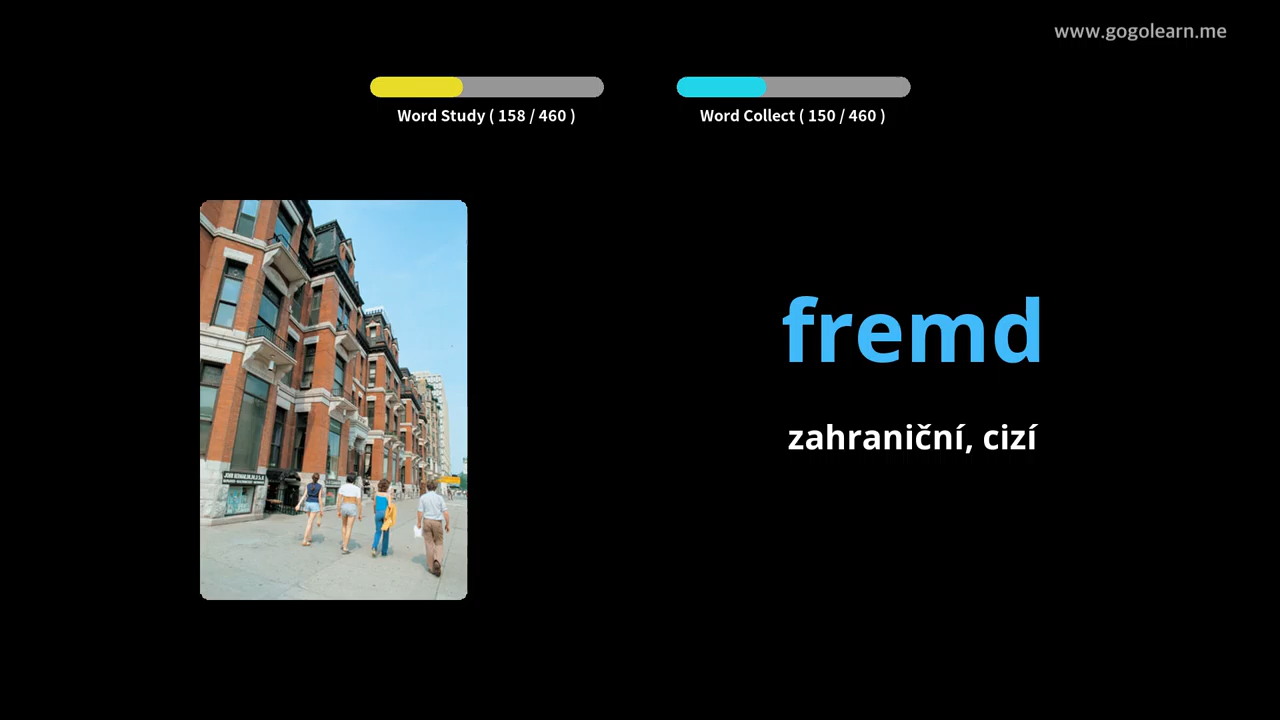 www.gogolearn.me
Word Study ( 158 / 460 )
Word Collect ( 150 / 460 )
fremd
zahraniční, cizí